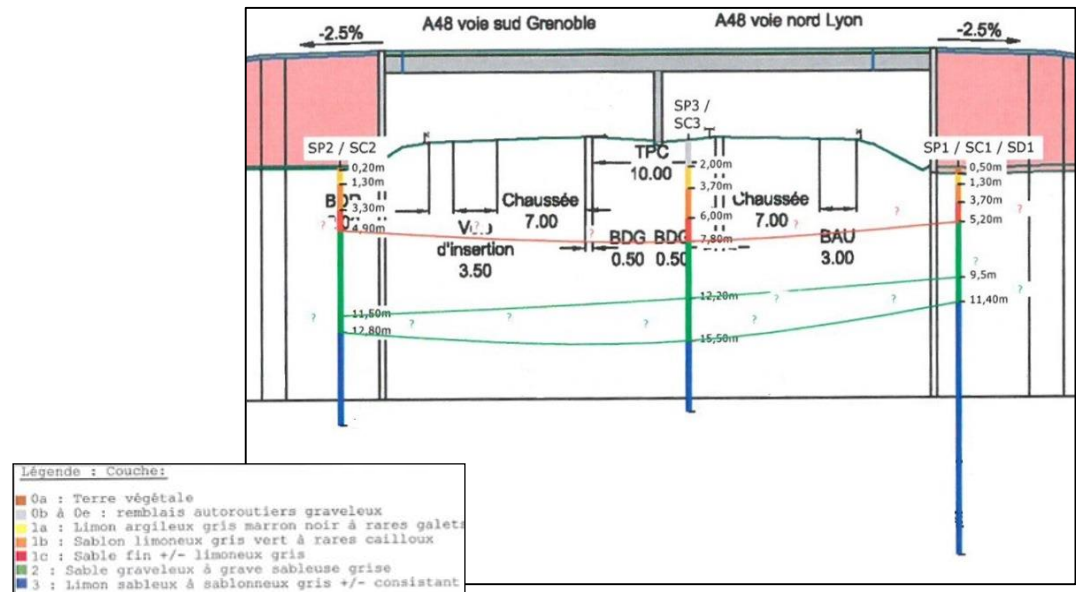 A48 voie sud Grenoble
A48 voie nord Lyon
-2.5%
-2.5%
SP3 /
SC3
SP2 / SC2
SP1 / SC1 / SD1
0,20m
TPC
2,00m
0,50m
1,30m
10.00
3,70m
1,30m
3,30m
Chaussée
6,00m
Chaussée
3,70m
4,90m
7.00
7,80m
7.00
5,20m
d'insertion
BDG
BDG
BAU
3.50
0.50
0.50
3.00
9,5m
11,50m
12,20m
11,40m
12,80m
15,50m
? ? ? ? ? ? ? ? ? ? ? ? ?
Légende : Couche:
0a : Terre végétale
0b à 0e : remblais autoroutiers graveleux
1a : Limon argileux gris marron noir à rares galets
1b : Sablon limoneux gris vert à rares cailloux
1c : Sable fin +/- limoneux gris
2 : Sable graveleux à grave sableuse grise
3 : Limon sableux à sablonneux gris +/- consistant